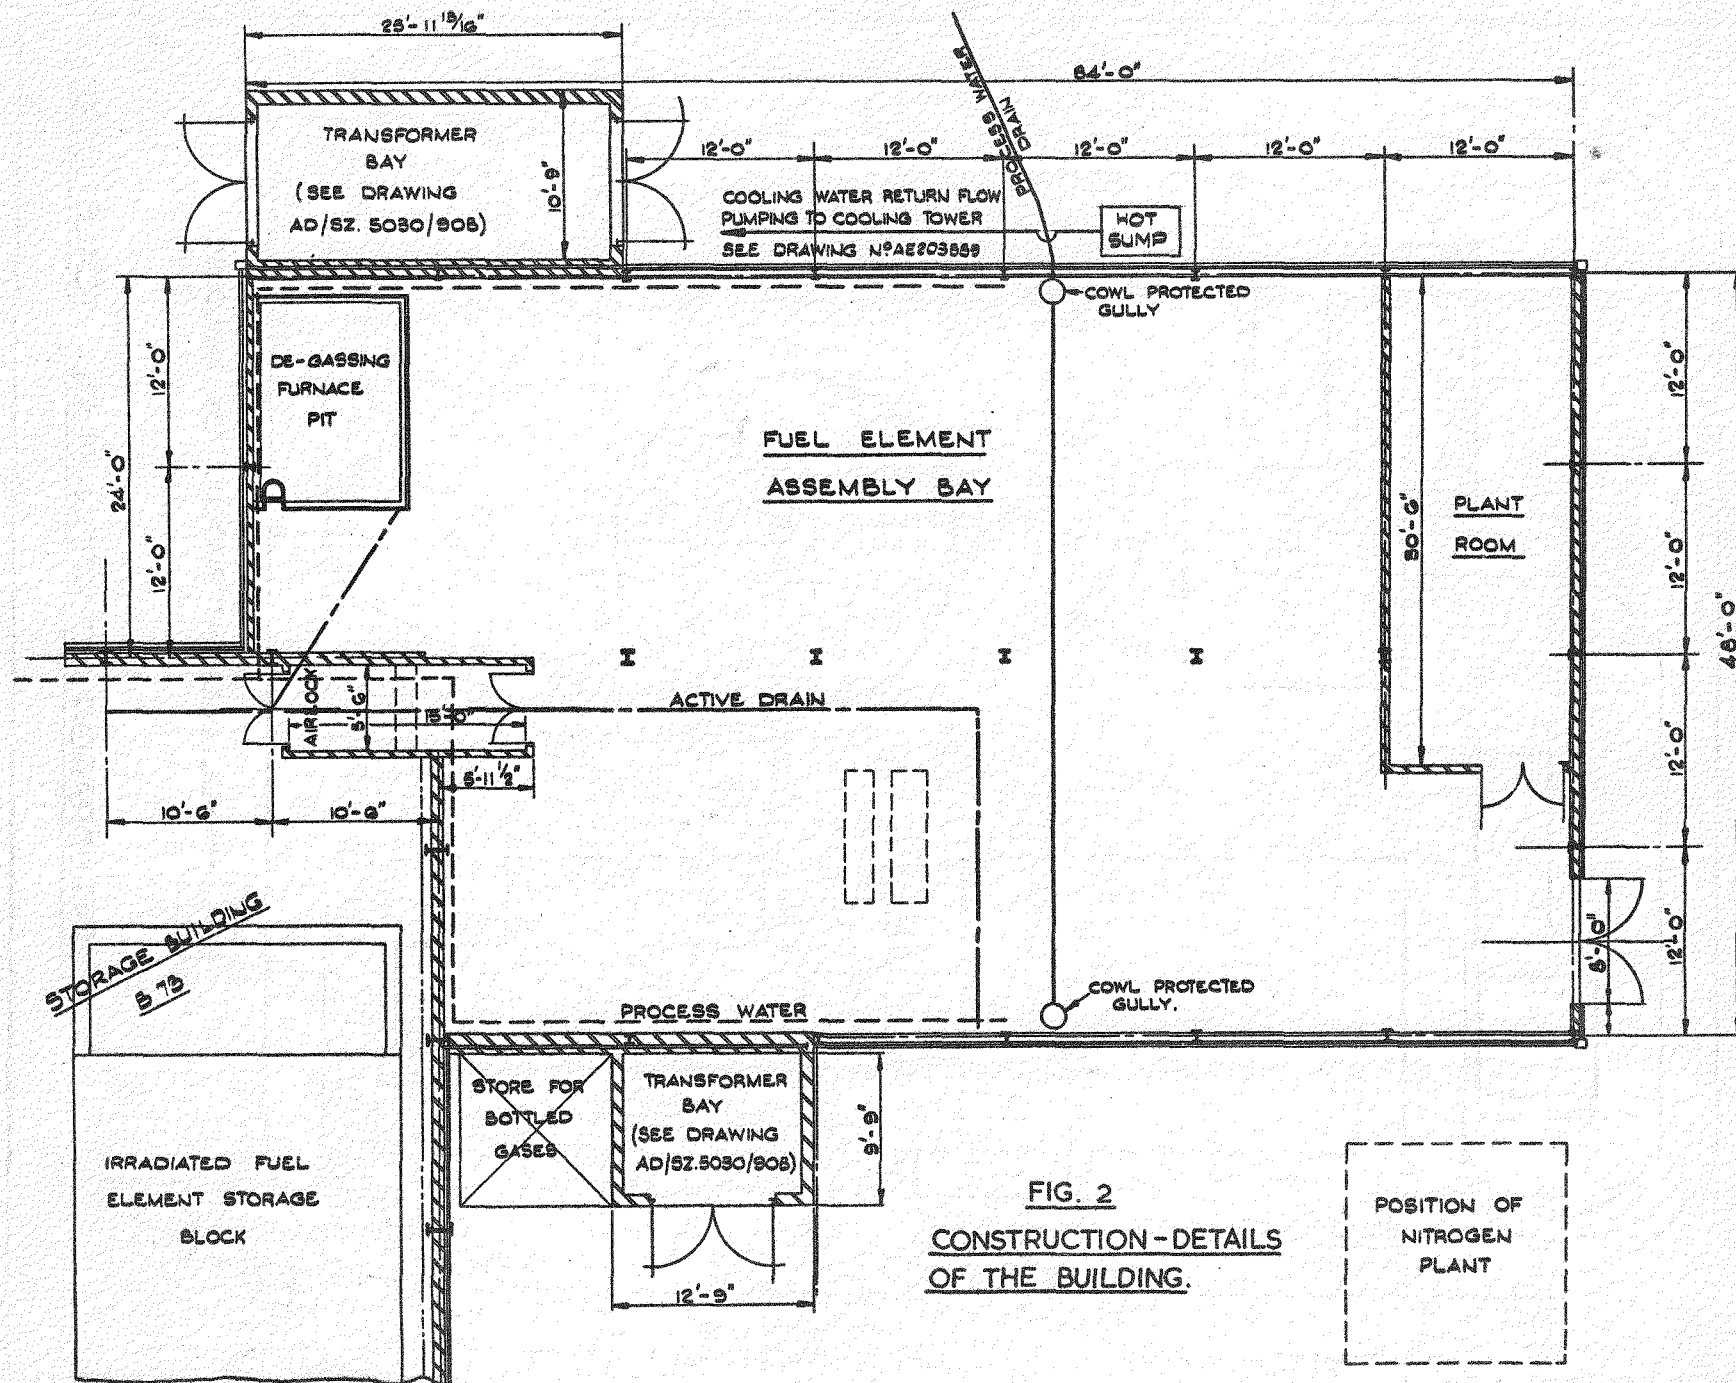 23'-11 13/16"
84'-0"
PROCESS WATER
DRAIN
TRANSFORMER
BAY
(SEE DRAWING
AD/SZ. 5030/908)
10'-9"
12'-0"
12'-0"
12'-0"
12'-0"
12'-0"
COOLING WATER RETURN FLOW
PUMPING TO COOLING TOWER
SEE DRAWING Nº
HOT
SUMP
COWL PROTECTED
GULLY
DE-GASSING
FURNACE
PIT
24'-0"
12'-0"
12'-0"
FUEL ELEMENT
ASSEMBLY BAY
30'-6"
PLANT
ROOM
12'-0"
12'-0"
12'-0"
12'-0"
48'-0"
AIRLOCK
5'-6"
15'-0"
ACTIVE DRAIN
5'-11 1/2"
10'-6"
10'-6"
8'-0"
STORAGE BUILDING
B 73
COWL PROTECTED
GULLY.
PROCESS WATER
STORE FOR
BOTTLED
GASES
TRANSFORMER
BAY
(SEE DRAWING
AD/SZ.5030/908)
9'-9"
12'-9"
IRRADIATED FUEL
ELEMENT STORAGE
BLOCK
FIG. 2
CONSTRUCTION-DETAILS
OF THE BUILDING.
POSITION OF
NITROGEN
PLANT